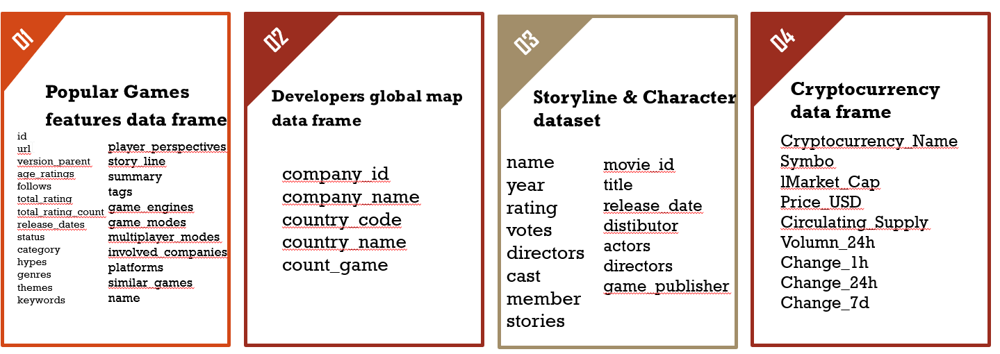 01
Popular Games
features data frame
id
url
version_parent
age_ratings
follows
total_rating
total_rating_count
release_dates
status
category
hypes
genres
themes
keywords
player_perspectives
story_line
summary
tags
game_engines
game_modes
multiplayer_modes
involved_companies
platforms
similar_games
name
02
Developers global map
data frame
company_id
company_name
country_code
country_name
count_game
03
Storyline & Character
dataset
name
year
rating
votes
directors
cast
member
stories
movie_id
title
release_date
distibutor
actors
directors
game_publisher
04
Cryptocurrency
data frame
Cryptocurrency_Name
Symbo
lMarket_Cap
Price_USD
Circulating_Supply
Volumn_24h
Change_1h
Change_24h
Change_7d